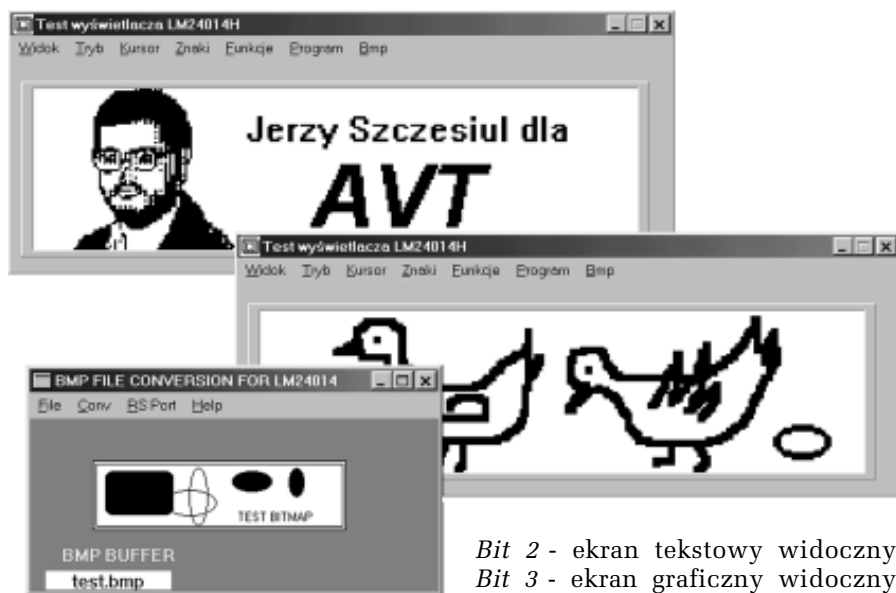 Test wyświetlacza LM24014H
Widok Tryb Kursor Znaki Funkcje Program Bmp
Jerzy Szczesiul dla
AVT
Test wyświetlacza LM24014H
Widok Tryb Kursor Znaki Funkcje Program Bmp
BMP FILE CONVERSION FOR LM24014
File Conv RS Port Help
TEST BITMAP
BMP BUFFER
test.bmp
Bit 2 - ekran tekstowy widoczny
Bit 3 - ekran graficzny widoczny